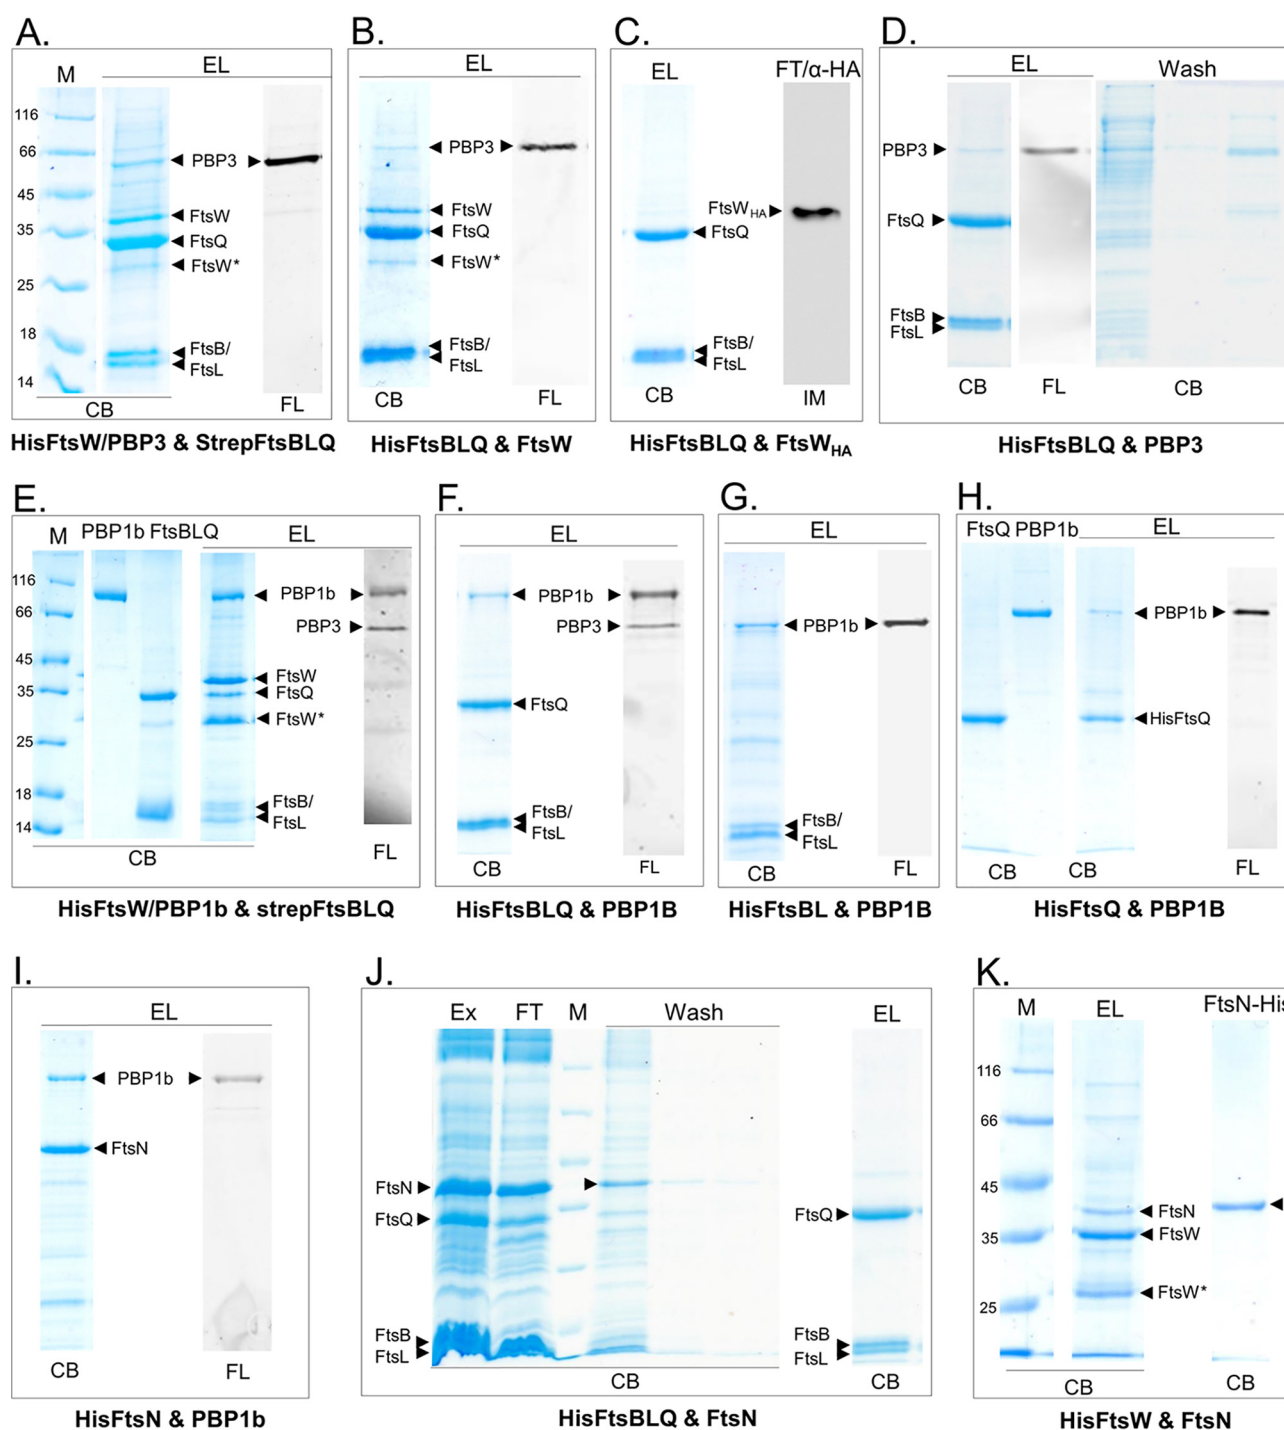 A.
M
EL
116
66
45
35
25
18
14
PBP3
FtsW
FtsQ
FtsW*
FtsB/
FtsL
CB
FL
HisFtsW/PBP3 & StrepFtsBLQ
B.
EL
PBP3
FtsW
FtsQ
FtsW*
FtsB/
FtsL
CB
FL
HisFtsBLQ & FtsW
C.
EL
FT/α-HA
FtsWHA
FtsQ
FtsB/
FtsL
CB
IM
HisFtsBLQ & FtsWHA
D.
EL
Wash
PBP3
FtsQ
FtsB
FtsL
CB
FL
CB
HisFtsBLQ & PBP3
E.
M
PBP1b FtsBLQ
EL
116
66
45
35
25
18
14
PBP1b
PBP3
FtsW
FtsQ
FtsW*
FtsB/
FtsL
CB
FL
HisFtsW/PBP1b & strepFtsBLQ
F.
EL
PBP1b
PBP3
FtsQ
FtsB/
FtsL
CB
FL
HisFtsBLQ & PBP1B
G.
EL
PBP1b
FtsB/
FtsL
CB
FL
HisFtsBL & PBP1B
H.
FtsQ PBP1b
EL
PBP1b
HisFtsQ
CB
CB
FL
HisFtsQ & PBP1B
I.
EL
PBP1b
FtsN
CB
FL
HisFtsN & PBP1b
J.
Ex
FT
M
Wash
EL
FtsN
FtsQ
FtsB
FtsL
FtsQ
FtsB
FtsL
CB
CB
HisFtsBLQ & FtsN
K.
M
EL
FtsN-His
116
66
45
35
25
FtsN
FtsW
FtsW*
CB
CB
HisFtsW & FtsN